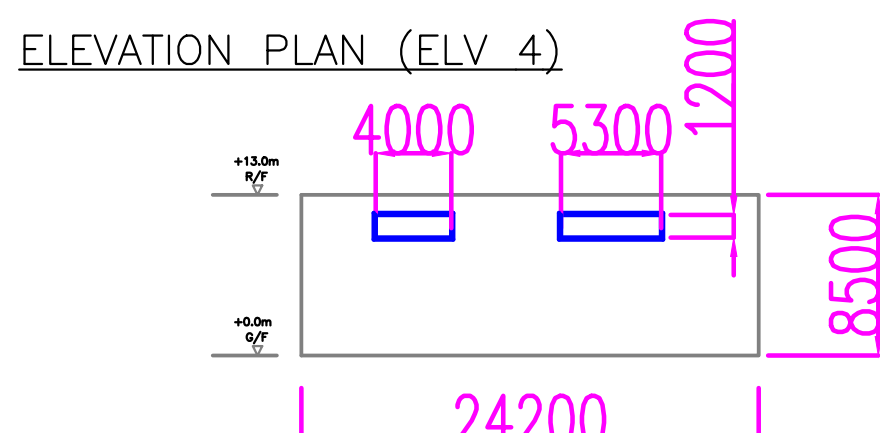 ELEVATION PLAN (ELV 4)
1200
4000
5300
+13.0m
R/F
8500
+0.0m
G/F
24200